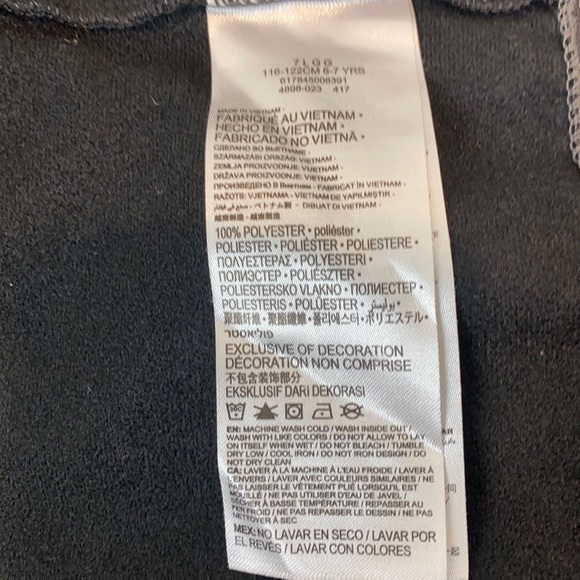 7LGG
116-122CM 6-7 YRS
617845008391
4898-023 417
MADE IN VIETNAM •
FABRIQUÉ AU VIETNAM •
HECHO EN VIETNAM •
FABRICADO NO VIETNÃ •
СДЕЛАНО ВО ВЬЕТНАМЕ •
SZÁRMAZÁSI ORSZÁG: VIETNAM •
ZEMLJA PROIZVODNJE: VIJETNAM •
DRŽAVA PROIZVODNJE: VIETNAM •
ПРОИЗВЕДЕНО В Виетнам • FABRICAT ÎN VIETNAM •
RAŽOTS: VJETNAMA • VIETNAM'DE YAPILMIŞTIR •
صنع في فيتنام • ベトナム製 • DIBUAT DI VIETNAM •
越南制造 • 越南製造
100% POLYESTER • poliéster •
POLIESTER • POLIÉSTER • POLIESTERE •
ΠΟΛΥΕΣΤΕΡΑΣ • POLYESTERI •
ПОЛИЭСТЕР • POLIÉSZTER •
POLIESTERSKO VLAKNO • ПОЛИЕСТЕР •
POLIESTERIS • POLÜESTER • بوليستر •
聚酯纤维 • 聚酯纖維 • 폴리에스터 • ポリエステル •
פוליאסטר
EXCLUSIVE OF DECORATION
DÉCORATION NON COMPRISE
不包含装饰部分
EKSKLUSIF DARI DEKORASI
EN: MACHINE WASH COLD / WASH INSIDE OUT /
WASH WITH LIKE COLORS / DO NOT ALLOW TO LAY
ON ITSELF WHEN WET / DO NOT BLEACH / TUMBLE
DRY LOW / COOL IRON / DO NOT IRON DESIGN / DO
NOT DRY CLEAN
CA: LAVER À LA MACHINE À L'EAU FROIDE / LAVER À
L'ENVERS / LAVER AVEC COULEURS SIMILAIRES / NE
PAS LAISSER LE VÊTEMENT PLIÉ LORSQU'IL EST
MOUILLÉ / NE PAS UTILISER D'EAU DE JAVEL /
SÉCHER À BASSE TEMPÉRATURE / REPASSER AU
FER FROID / NE PAS REPASSER LE DESSIN / NE PAS
NETTOYER À SEC
MEX: NO LAVAR EN SECO / LAVAR POR
EL REVÉS / LAVAR CON COLORES